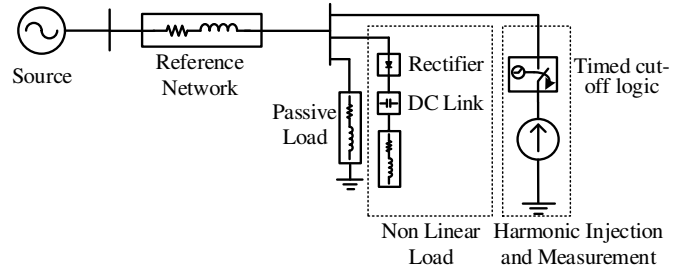 Source
Reference
Network
Passive
Load
Rectifier
DC Link
Timed cut-
off logic
Non Linear
Load
Harmonic Injection
and Measurement